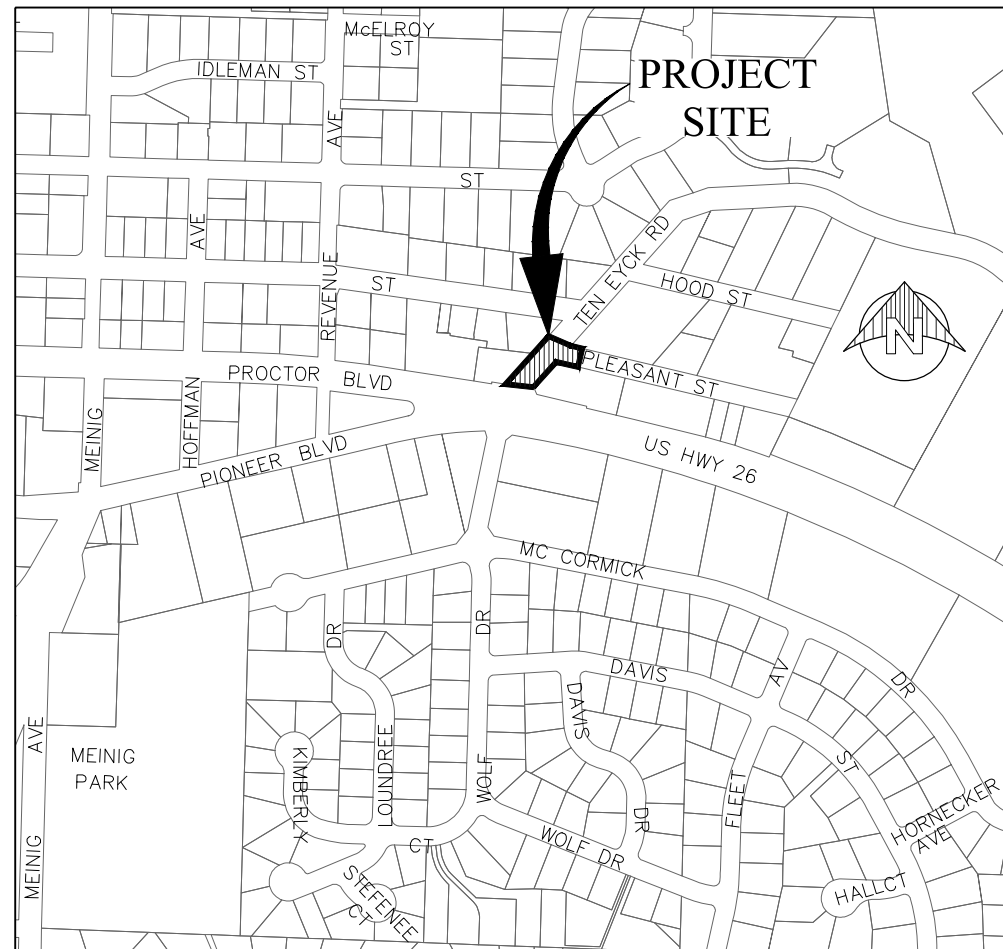 McELROY
ST
IDLEMAN ST
PROJECT
SITE
AVE
ST
AVE
REVENUE
ST
TEN EYCK RD
HOOD ST
N
PLEASANT ST
PROCTOR BLVD
MEINIG
HOFFMAN
PIONEER BLVD
US HWY 26
MC CORMICK
DR
DR
DR
DAVIS
AV
DAVIS
ST
AVE
MEINIG
PARK
KIMBERLY
LOUNDREE
WOLF
DR
FLEET
HORNECKER
AVE
CT
WOLF DR
MEINIG
STEFENEE
CT
HALLCT